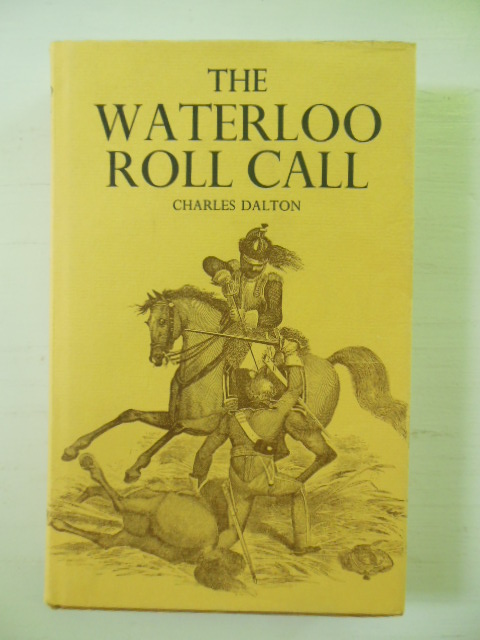 THE
WATERLOO
ROLL CALL
CHARLES DALTON